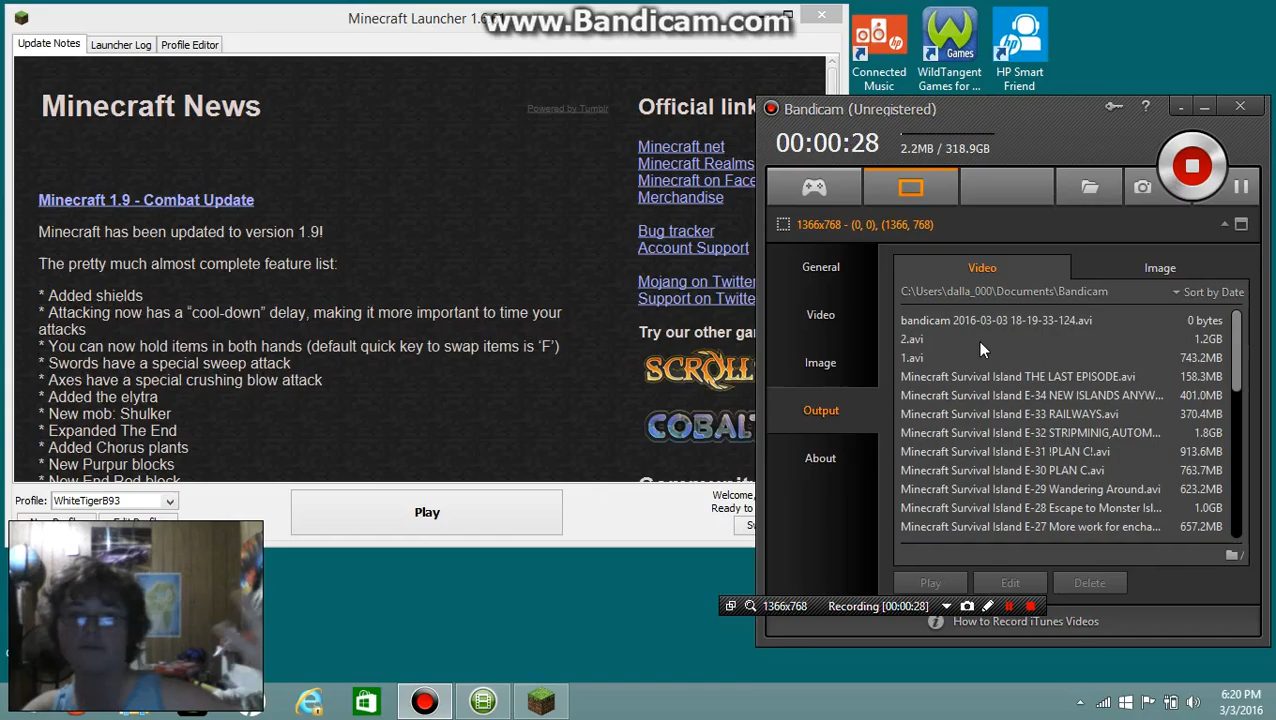 Minecraft Launcher 1.6.
www.Bandicam.com
Update Notes
Launcher Log
Profile Editor
Minecraft News
Powered by Tumblr
Official link
Minecraft.net
Minecraft Realms
Minecraft on Face
Merchandise
Bug tracker
Account Support
Mojang on Twitter
Support on Twitte
Try our other ga
SCROLL
COBAL
Minecraft 1.9 - Combat Update
Minecraft has been updated to version 1.9!
The pretty much almost complete feature list:
* Added shields
* Attacking now has a “cool-down” delay, making it more important to time your
attacks
* You can now hold items in both hands (default quick key to swap items is ‘F’)
* Swords have a special sweep attack
* Axes have a special crushing blow attack
* Added the elytra
* New mob: Shulker
* Expanded The End
* Added Chorus plants
* New Purpur blocks
* New End Rod block
Profile:
WhiteTigerB93
Play
Welcome,
Ready to
Connected
Music
Games
WildTangent
Games for ...
hp
HP Smart
Friend
Bandicam (Unregistered)
00:00:28
2.2MB / 318.9GB
1366x768 - (0, 0), (1366, 768)
General
Video
Image
Output
About
Video
Image
C:\Users\dalla_000\Documents\Bandicam
Sort by Date
bandicam 2016-03-03 18-19-33-124.avi 0 bytes
2.avi 1.2GB
1.avi 743.2MB
Minecraft Survival Island THE LAST EPISODE.avi 158.3MB
Minecraft Survival Island E-34 NEW ISLANDS ANYW... 401.0MB
Minecraft Survival Island E-33 RAILWAYS.avi 370.4MB
Minecraft Survival Island E-32 STRIPMINIG,AUTOM... 1.8GB
Minecraft Survival Island E-31 !PLAN C!.avi 913.6MB
Minecraft Survival Island E-30 PLAN C.avi 763.7MB
Minecraft Survival Island E-29 Wandering Around.avi 623.2MB
Minecraft Survival Island E-28 Escape to Monster Isl... 1.0GB
Minecraft Survival Island E-27 More work for encha... 657.2MB
Play
Edit
Delete
1366x768
Recording [00:00:28]
How to Record iTunes Videos
6:20 PM
3/3/2016